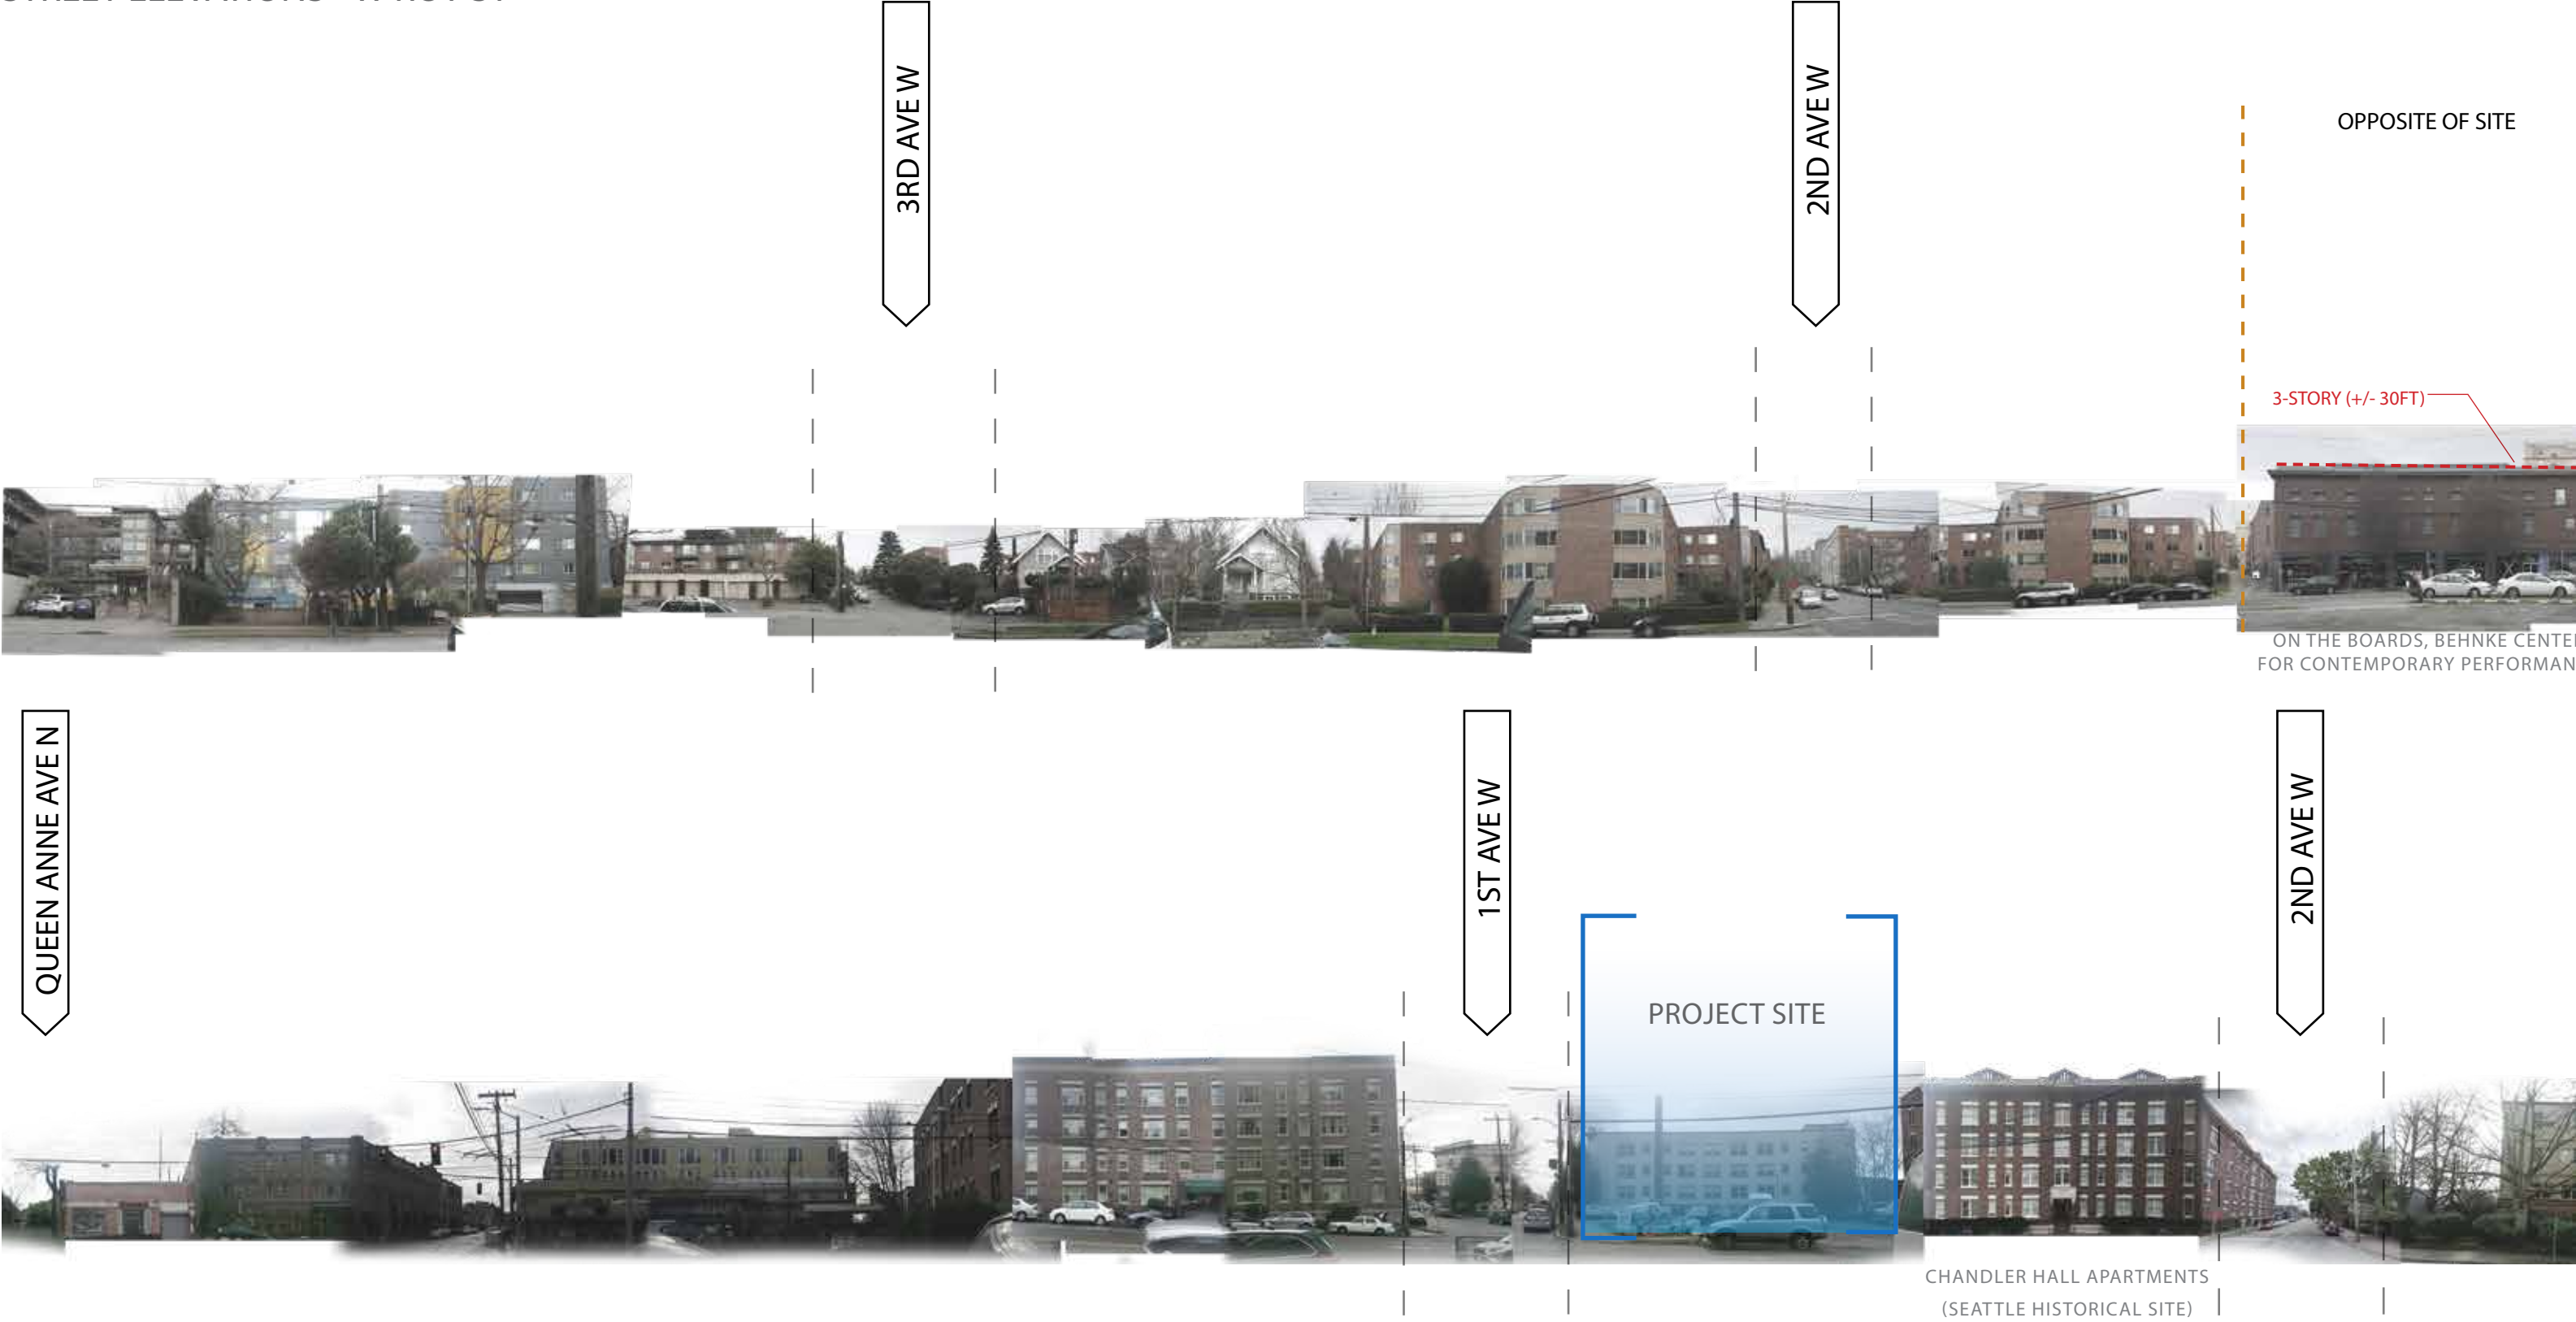 3RD AVE W
2ND AVE W
OPPOSITE OF SITE
3-STORY (+/- 30FT)
ON THE BOARDS, BEHNKE CENTE
FOR CONTEMPORARY PERFORMAN
QUEEN ANNE AVE N
1ST AVE W
PROJECT SITE
2ND AVE W
CHANDLER HALL APARTMENTS
(SEATTLE HISTORICAL SITE)